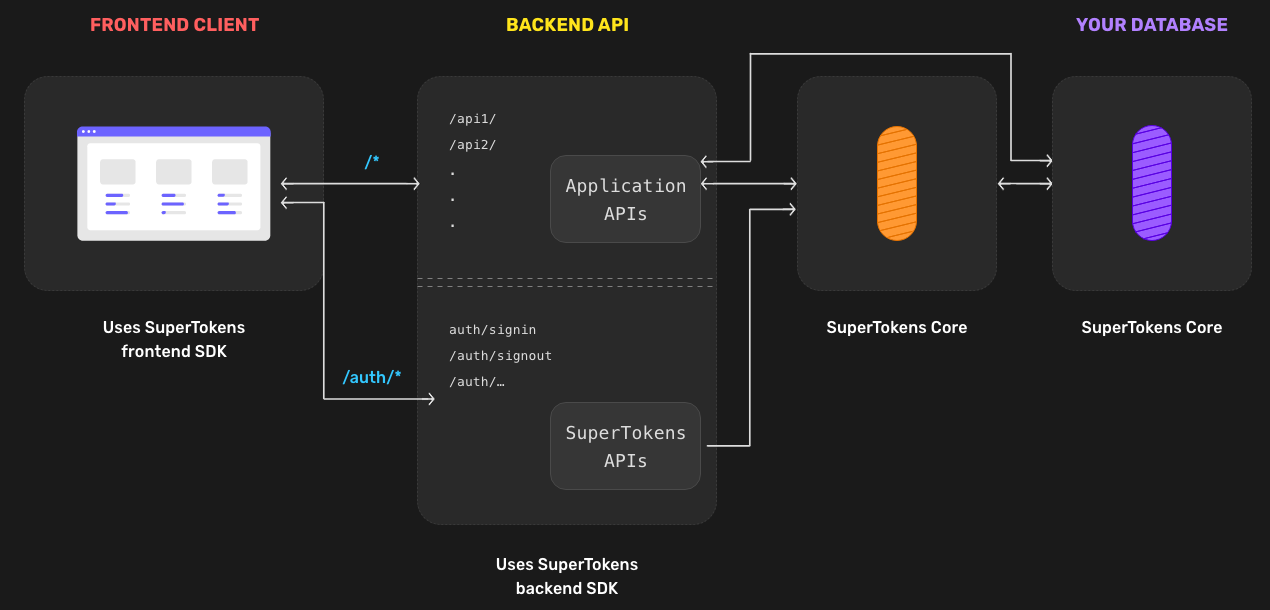 FRONTEND CLIENT
BACKEND API
YOUR DATABASE
/api1/
/api2/
.
.
.
/*
Application
APIs
auth/signin
/auth/signout
/auth/…
/auth/*
SuperTokens
APIs
Uses SuperTokens
frontend SDK
SuperTokens Core
SuperTokens Core
Uses SuperTokens
backend SDK